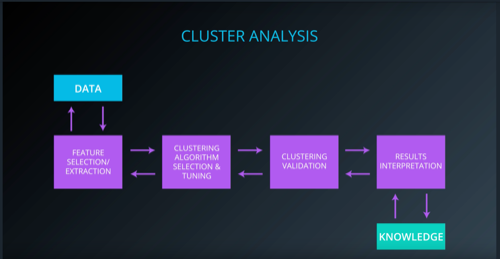 CLUSTER ANALYSIS
DATA
FEATURE
SELECTION/
EXTRACTION
CLUSTERING
ALGORITHM
SELECTION &
TUNING
CLUSTERING
VALIDATION
RESULTS
INTERPRETATION
KNOWLEDGE